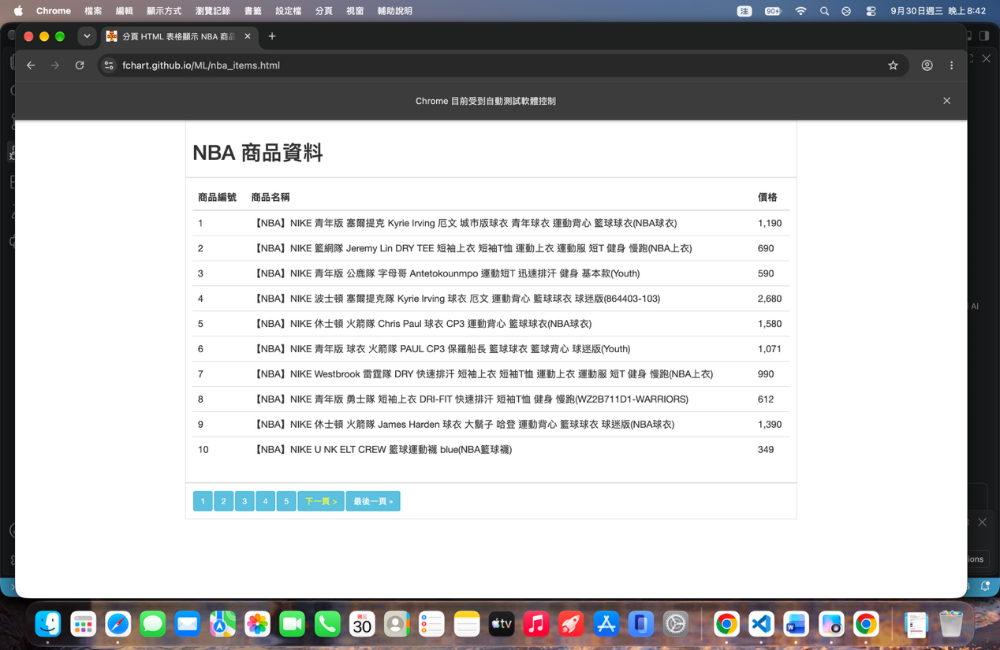 Chrome 檔案 編輯 顯示方式 瀏覽記錄 書籤 設定檔 分頁 視窗 輔助說明 注 90 9月30日週三 晚上8:42
分頁 HTML 表格顯示 NBA 商品
fchart.github.io/ML/nba_items.html
Chrome 目前受到自動測試軟體控制
NBA 商品資料
商品編號 商品名稱 價格
1 【NBA】NIKE 青年版 塞爾提克 Kyrie Irving 厄文 城市版球衣 青年球衣 運動背心 籃球球衣(NBA球衣) 1,190
2 【NBA】NIKE 籃網隊 Jeremy Lin DRY TEE 短袖上衣 短袖T恤 運動上衣 運動服 短T 健身 慢跑(NBA上衣) 690
3 【NBA】NIKE 青年版 公鹿隊 字母哥 Antetokounmpo 運動短T 迅速排汗 健身 基本款(Youth) 590
4 【NBA】NIKE 波士頓 塞爾提克隊 Kyrie Irving 球衣 厄文 運動背心 籃球球衣 球迷版(864403-103) 2,680
5 【NBA】NIKE 休士頓 火箭隊 Chris Paul 球衣 CP3 運動背心 籃球球衣(NBA球衣) 1,580
6 【NBA】NIKE 青年版 球衣 火箭隊 PAUL CP3 保羅船長 籃球球衣 籃球背心 球迷版(Youth) 1,071
7 【NBA】NIKE Westbrook 雷霆隊 DRY 快速排汗 短袖上衣 短袖T恤 運動上衣 運動服 短T 健身 慢跑(NBA上衣) 990
8 【NBA】NIKE 青年版 勇士隊 短袖上衣 DRI-FIT 快速排汗 短袖T恤 健身 慢跑(WZ2B711D1-WARRIORS) 612
9 【NBA】NIKE 休士頓 火箭隊 James Harden 球衣 大鬍子 哈登 運動背心 籃球球衣 球迷版(NBA球衣) 1,390
10 【NBA】NIKE U NK ELT CREW 籃球運動襪 blue(NBA籃球襪) 349
1 2 3 4 5 下一頁 > 最後一頁 »
AI
ions
週三
30
tv
W